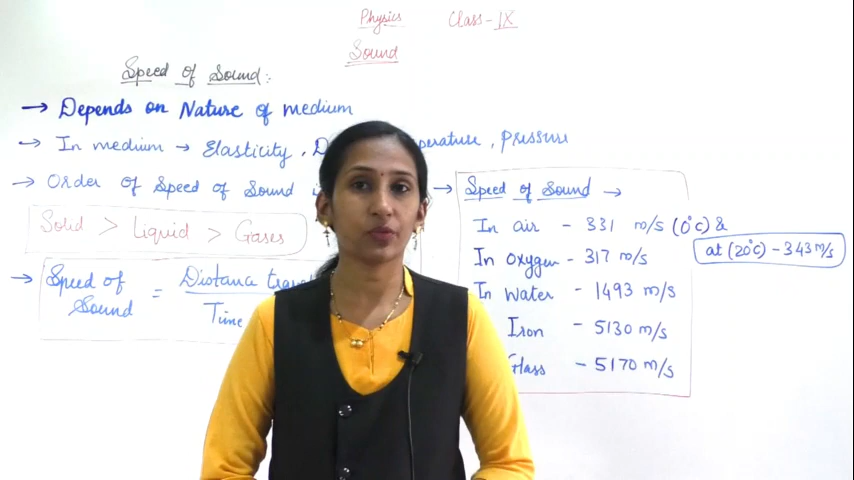 Physics Class-IX
Sound
Speed of Sound:
→ Depends on Nature of medium
→ In medium → Elasticity, pressure
→ Order of Speed of Sound
Solid > Liquid > Gases
→ Speed of Sound = Distance
Time
→ Speed of Sound →
In air - 331 m/s (0°C) &
at (20°C) - 343 m/s
In oxygen - 317 m/s
In water - 1493 m/s
Iron - 5130 m/s
Glass - 5170 m/s